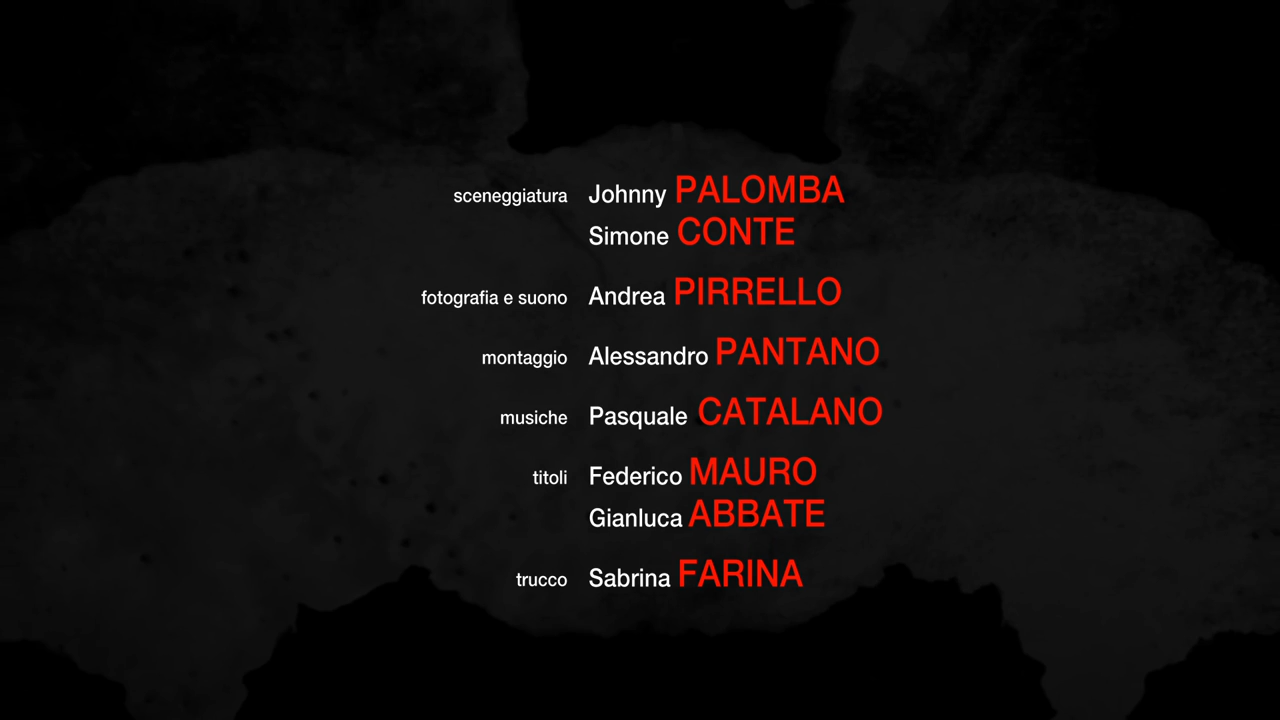 sceneggiatura Johnny PALOMBA
Simone CONTE
fotografia e suono Andrea PIRRELLO
montaggio Alessandro PANTANO
musiche Pasquale CATALANO
titoli Federico MAURO
Gianluca ABBATE
trucco Sabrina FARINA